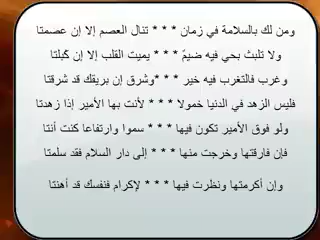 ومن لك بالسلامة في زمان * * * تنال العصم إلا إن عصمتا
ولا تلبث بحي فيه ضيمٌ * * * يميت القلب إلا إن كبلتا
وغرب فالتغرب فيه خير * * *وشرق إن بريقك قد شرقتا
فليس الزهد في الدنيا خمولا * * * لأنت بها الأمير إذا زهدتا
ولو فوق الأمير تكون فيها * * * سموا وارتفاعا كنت أنتا
فإن فارقتها وخرجت منها * * * إلى دار السلام فقد سلمتا
وإن أكرمتها ونظرت فيها * * * لإكرام فنفسك قد أهنتا